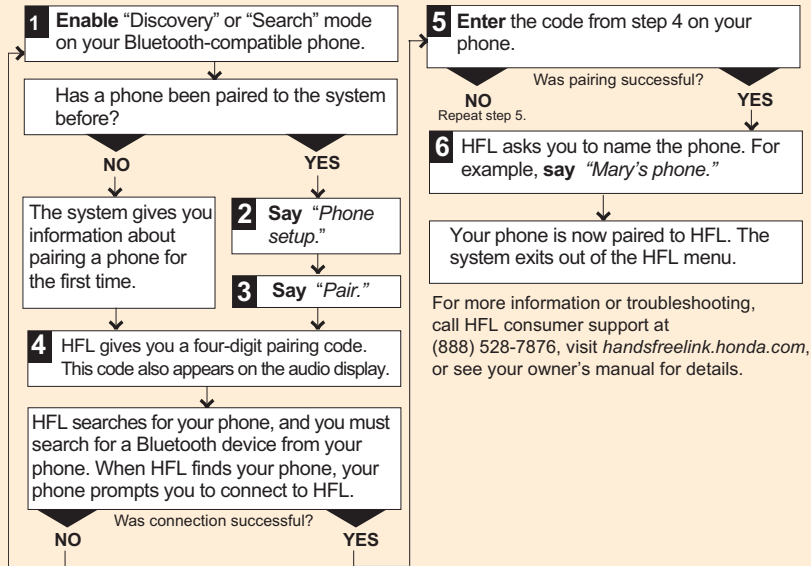 1 Enable “Discovery” or “Search” mode
on your Bluetooth-compatible phone.
Has a phone been paired to the system
before?
NO
YES
The system gives you
information about
pairing a phone for
the first time.
2 Say “Phone
setup.”
3 Say “Pair.”
4 HFL gives you a four-digit pairing code.
This code also appears on the audio display.
HFL searches for your phone, and you must
search for a Bluetooth device from your
phone. When HFL finds your phone, your
phone prompts you to connect to HFL.
Was connection successful?
NO
YES
5 Enter the code from step 4 on your
phone.
Was pairing successful?
NO
Repeat step 5.
YES
6 HFL asks you to name the phone. For
example, say “Mary’s phone.”
Your phone is now paired to HFL. The
system exits out of the HFL menu.
For more information or troubleshooting,
call HFL consumer support at
(888) 528-7876, visit handsfreelink.honda.com,
or see your owner’s manual for details.